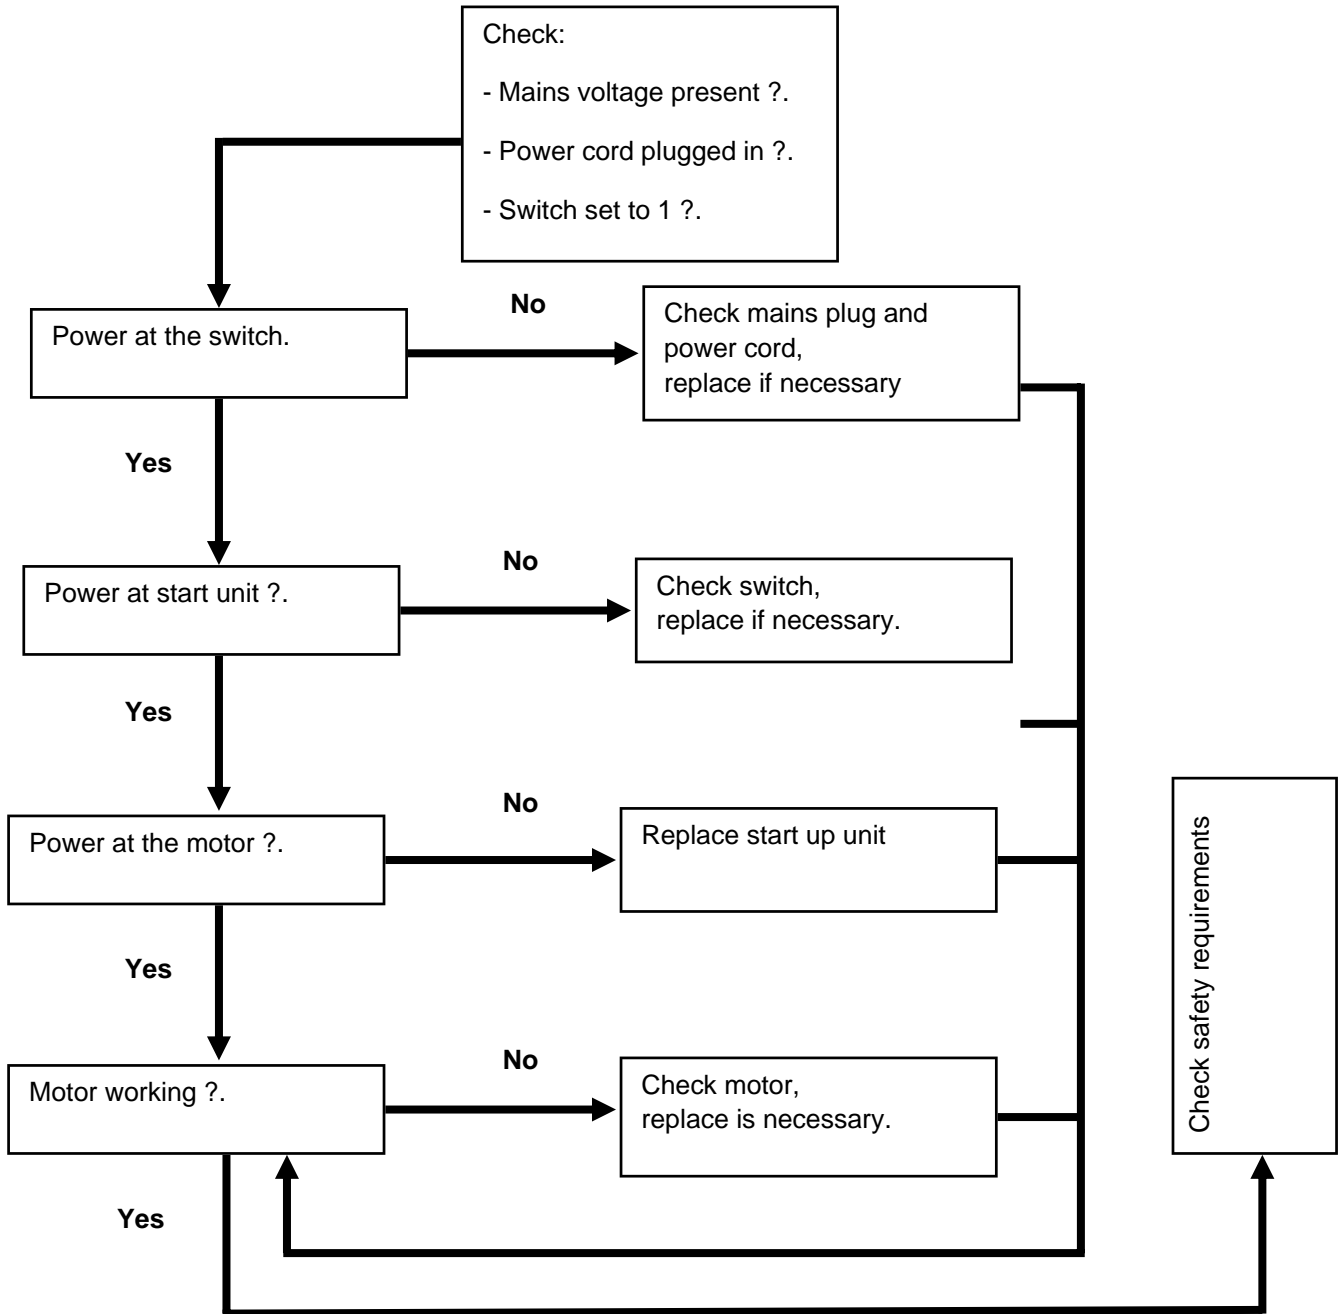 Check:
- Mains voltage present ?.
- Power cord plugged in ?.
- Switch set to 1 ?.
No
Power at the switch.
Check mains plug and
power cord,
replace if necessary
Yes
No
Power at start unit ?.
Check switch,
replace if necessary.
Yes
No
Power at the motor ?.
Replace start up unit
Check safety requirements
Yes
No
Motor working ?.
Check motor,
replace is necessary.
Yes